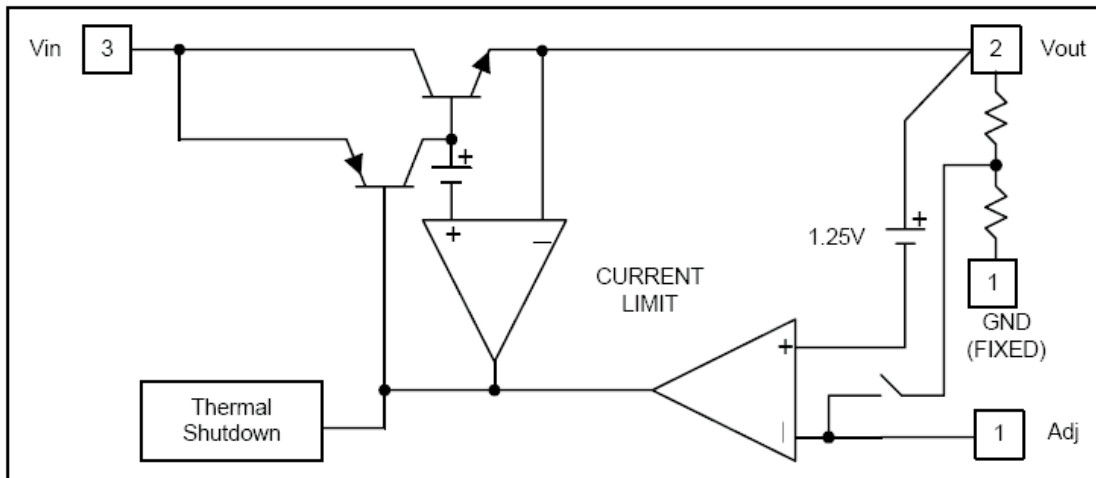 Vin
3
2
Vout
+
+
−
1.25V
+
CURRENT
LIMIT
1
GND
(FIXED)
+
Thermal
Shutdown
−
1
Adj